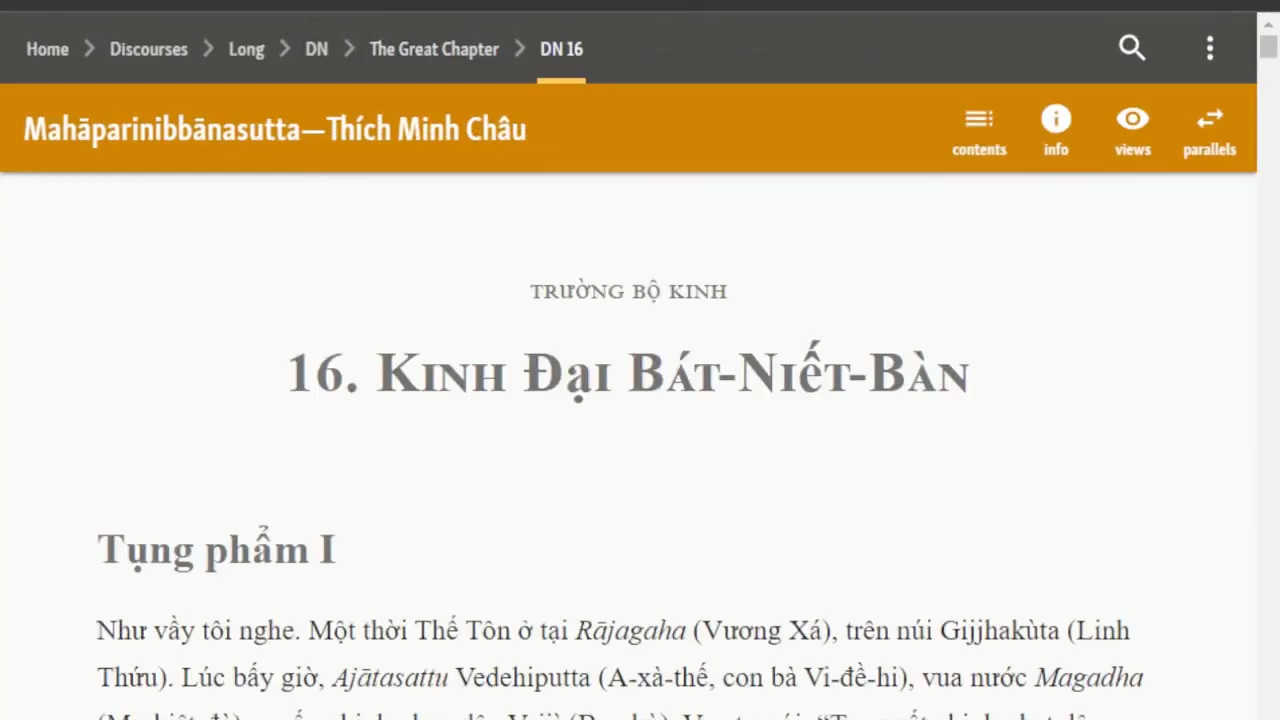 Home Discourses Long DN The Great Chapter DN 16
Mahāparinibbānasutta—Thích Minh Châu
contents info views parallels
TRƯỜNG BỘ KINH
16. KINH ĐẠI BÁT-NIẾT-BÀN
Tụng phẩm I
Như vầy tôi nghe. Một thời Thế Tôn ở tại Rājagaha (Vương Xá), trên núi Gijjhakùta (Linh
Thứu). Lúc bấy giờ, Ajātasattu Vedehiputta (A-xà-thế, con bà Vi-đề-hi), vua nước Magadha